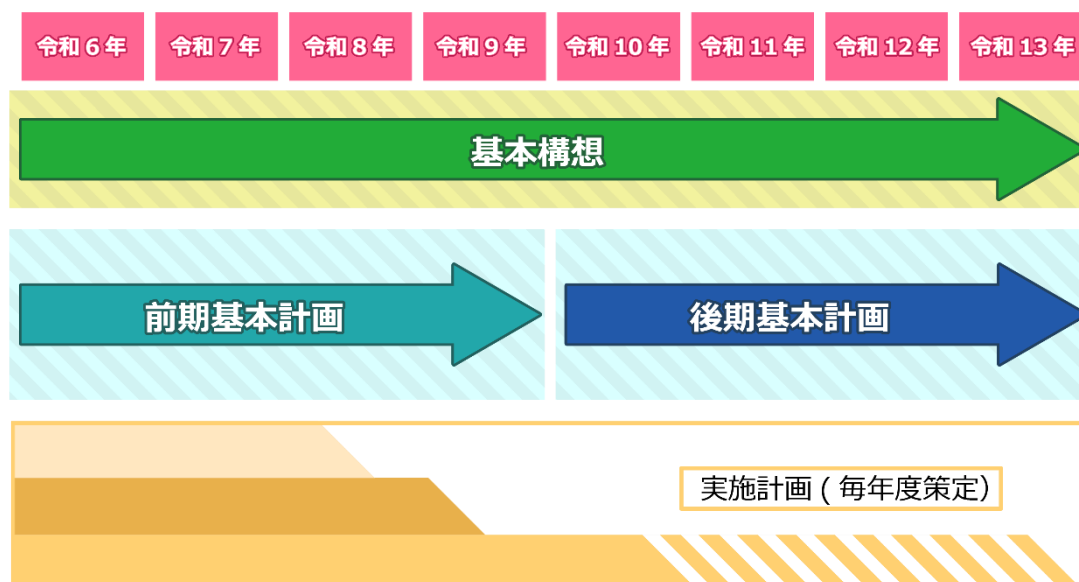 令和 6 年 令和 7 年 令和 8 年 令和 9 年 令和 10 年 令和 11 年 令和 12 年 令和 13 年
基本構想
前期基本計画 後期基本計画
実施計画 ( 毎年度策定)